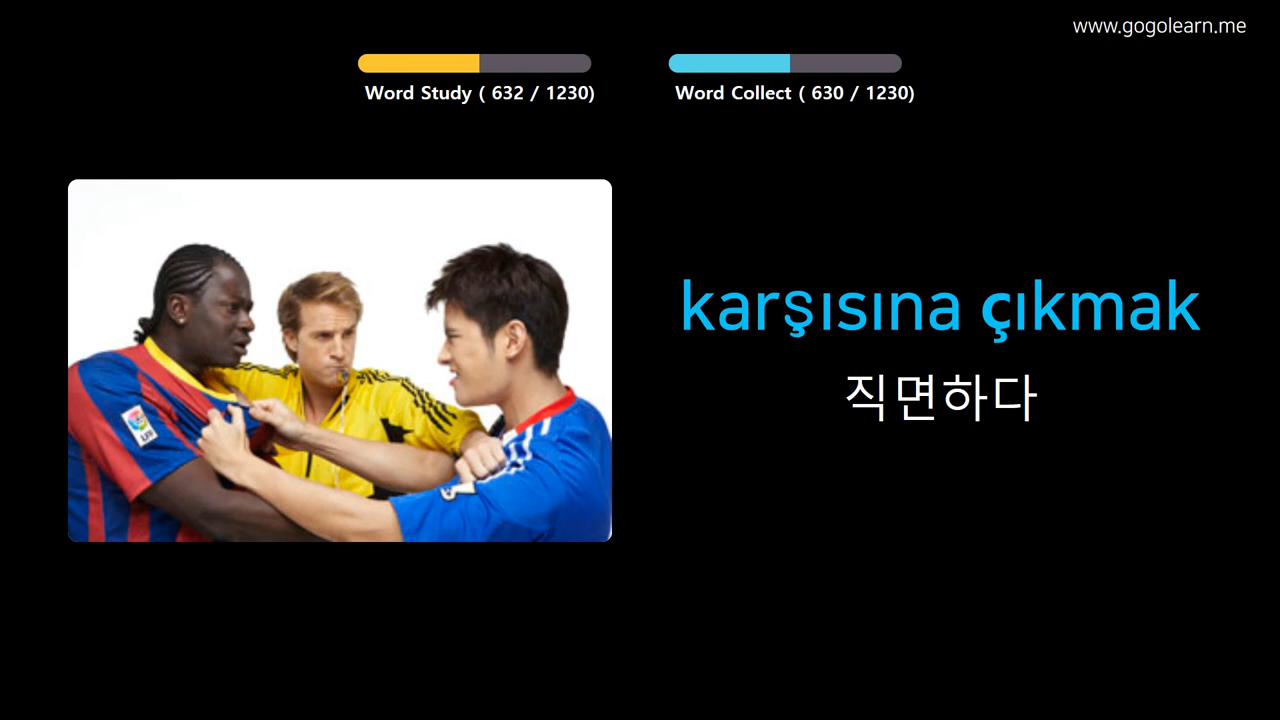 www.gogolearn.me
Word Study ( 632 / 1230)
Word Collect ( 630 / 1230)
karşısına çıkmak
직면하다